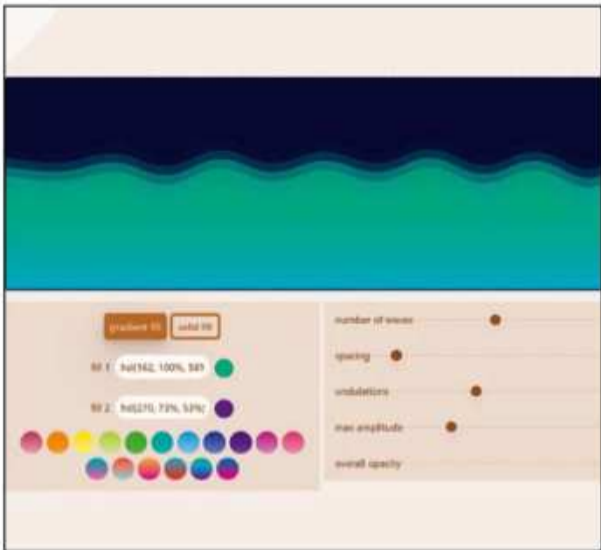 gradient fill solid fill
fill 1 hsl(162, 100%, 58%
fill 2 hsl(270, 73%, 53%)
number of waves
spacing
undulations
max amplitude
overall opacity